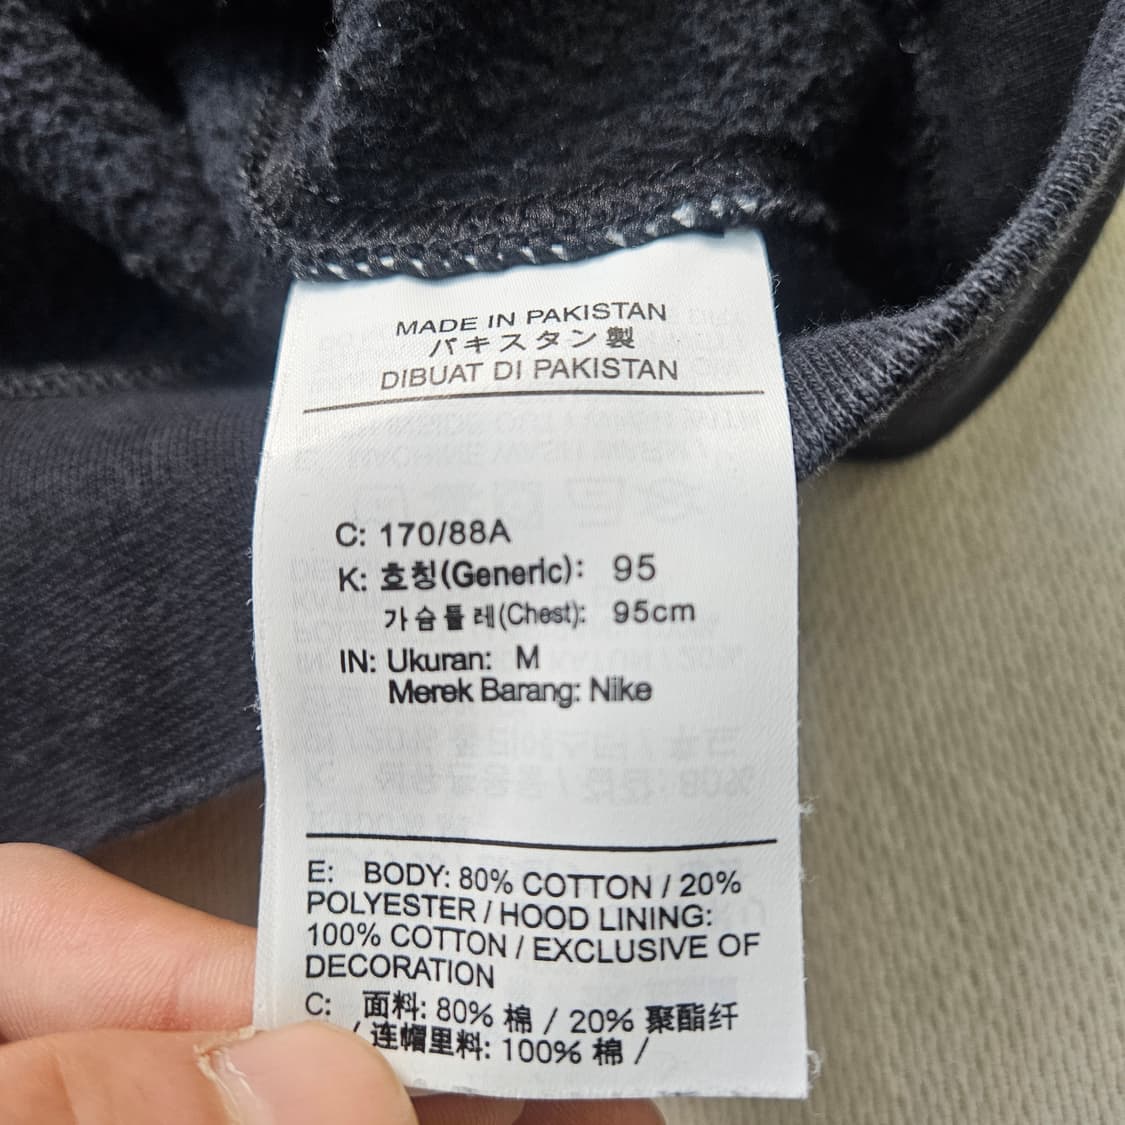 MADE IN PAKISTAN
パキスタン製
DIBUAT DI PAKISTAN
C: 170/88A
K: 호칭(Generic): 95
가슴둘레(Chest): 95cm
IN: Ukuran: M
Merek Barang: Nike
E: BODY: 80% COTTON / 20%
POLYESTER / HOOD LINING:
100% COTTON / EXCLUSIVE OF
DECORATION
C: 面料: 80% 棉 / 20% 聚酯纤
/ 连帽里料: 100% 棉 /